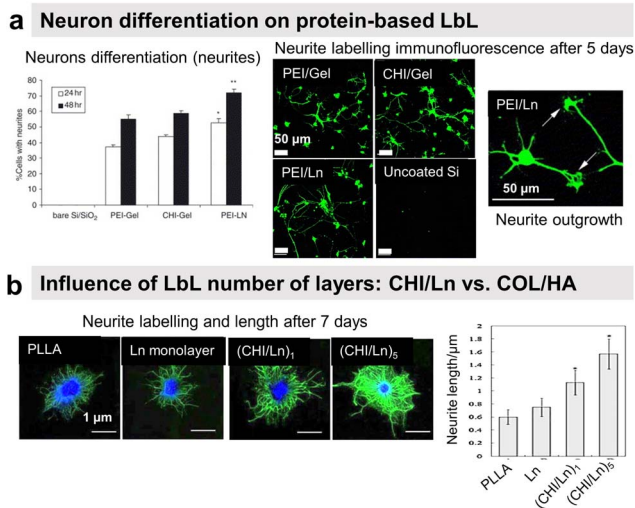 a Neuron differentiation on protein-based LbL
Neurons differentiation (neurites)
%Cells with neurites
80
70
60
50
40
30
20
10
0
24 hr
48 hr
*
**
bare Si/SiO2 PEI-Gel CHI-Gel PEI-LN
Neurite labelling immunofluorescence after 5 days
PEI/Gel CHI/Gel
50 µm
PEI/Ln Uncoated Si
PEI/Ln
50 µm
Neurite outgrowth
b Influence of LbL number of layers: CHI/Ln vs. COL/HA
Neurite labelling and length after 7 days
PLLA Ln monolayer (CHI/Ln)1 (CHI/Ln)5
1 µm
Neurite length/µm
2
1.8
1.6
1.4
1.2
1
0.8
0.6
0.4
0.2
0
*
*
PLLA Ln (CHI/Ln)1 (CHI/Ln)5